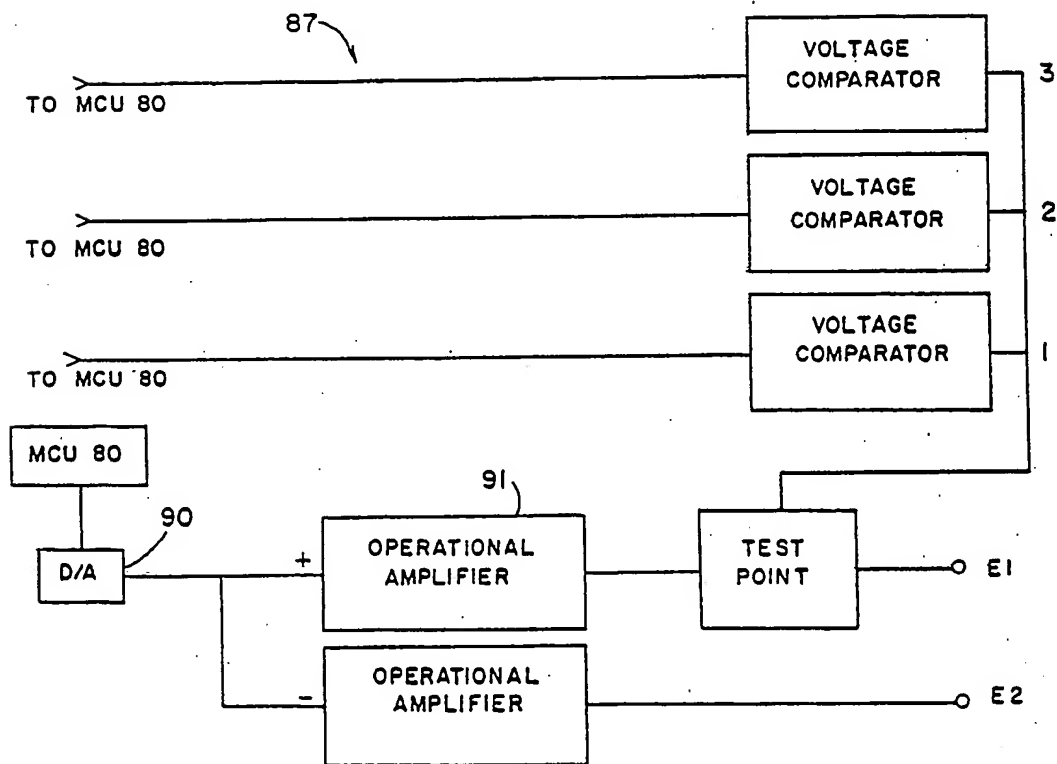 87
VOLTAGE
COMPARATOR
3
TO MCU 80
VOLTAGE
COMPARATOR
2
TO MCU 80
VOLTAGE
COMPARATOR
1
TO MCU 80
MCU 80
90
D/A
91
+
OPERATIONAL
AMPLIFIER
TEST
POINT
E1
-
OPERATIONAL
AMPLIFIER
E2